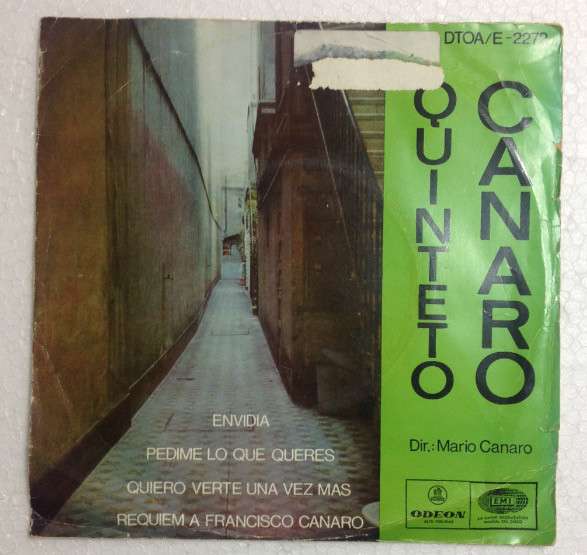 DTOA/E-2272
QUINTETO
CANARO
ENVIDIA
PEDIME LO QUE QUERES
QUIERO VERTE UNA VEZ MAS
REQUIEM A FRANCISCO CANARO
Dir.: Mario Canaro
ODEON
EMI